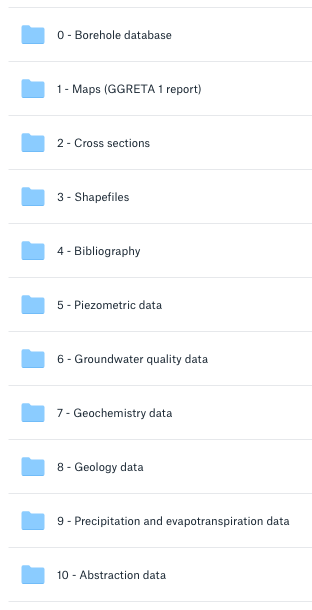 0 - Borehole database
1 - Maps (GGRETA 1 report)
2 - Cross sections
3 - Shapefiles
4 - Bibliography
5 - Piezometric data
6 - Groundwater quality data
7 - Geochemistry data
8 - Geology data
9 - Precipitation and evapotranspiration data
10 - Abstraction data